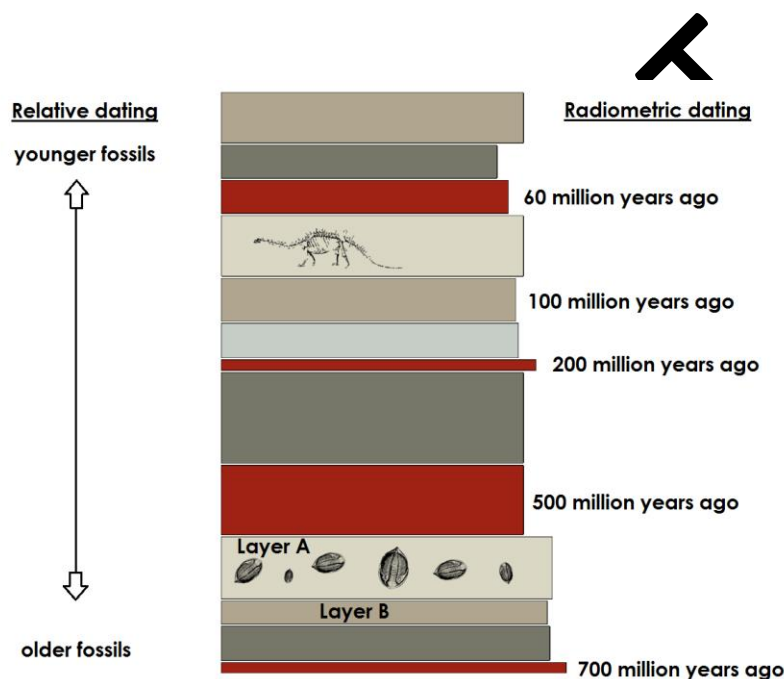 Relative dating
Radiometric dating
younger fossils
60 million years ago
100 million years ago
200 million years ago
500 million years ago
Layer A
Layer B
older fossils
700 million years ago